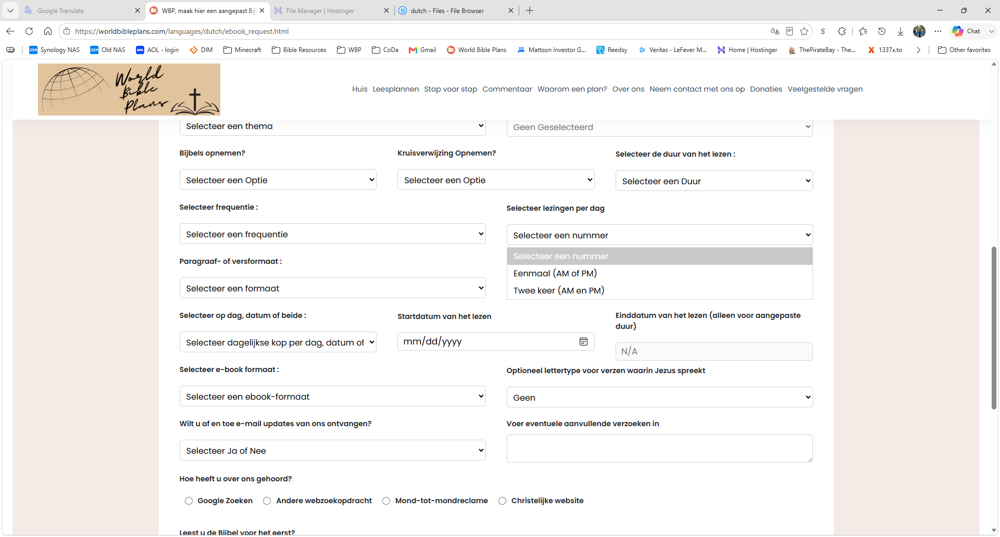 Google Translate
WBP, maak hier een aangepast Bij
File Manager | Hostinger
dutch - Files - File Browser
https://worldbibleplans.com/languages/dutch/ebook_request.html
Chat
Synology NAS
Old NAS
AOL - login
DIM
Minecraft
Bible Resources
WBP
CoDa
Gmail
World Bible Plans
Mattson Investor G...
Reedsy
Veritas - LeFever M...
Home | Hostinger
ThePirateBay - The...
1337x.to
Other favorites
World
Bible
Plans
Huis Leesplannen Stap voor stap Commentaar Waarom een plan? Over ons Neem contact met ons op Donaties Veelgestelde vragen
Selecteer een thema
Geen Geselecteerd
Bijbels opnemen?
Kruisverwijzing Opnemen?
Selecteer de duur van het lezen :
Selecteer een Optie
Selecteer een Optie
Selecteer een Duur
Selecteer frequentie :
Selecteer lezingen per dag
Selecteer een frequentie
Selecteer een nummer
Selecteer een nummer
Eenmaal (AM of PM)
Twee keer (AM en PM)
Paragraaf- of versformaat :
Selecteer een formaat
Selecteer op dag, datum of beide :
Startdatum van het lezen
Einddatum van het lezen (alleen voor aangepaste
duur)
Selecteer dagelijkse kop per dag, datum of
mm/dd/yyyy
N/A
Selecteer e-book formaat :
Optioneel lettertype voor verzen waarin Jezus spreekt
Selecteer een ebook-formaat
Geen
Wilt u af en toe e-mail updates van ons ontvangen?
Voer eventuele aanvullende verzoeken in
Selecteer Ja of Nee
Hoe heeft u over ons gehoord?
Google Zoeken
Andere webzoekopdracht
Mond-tot-mondreclame
Christelijke website
Leest u de Bijbel voor het eerst?